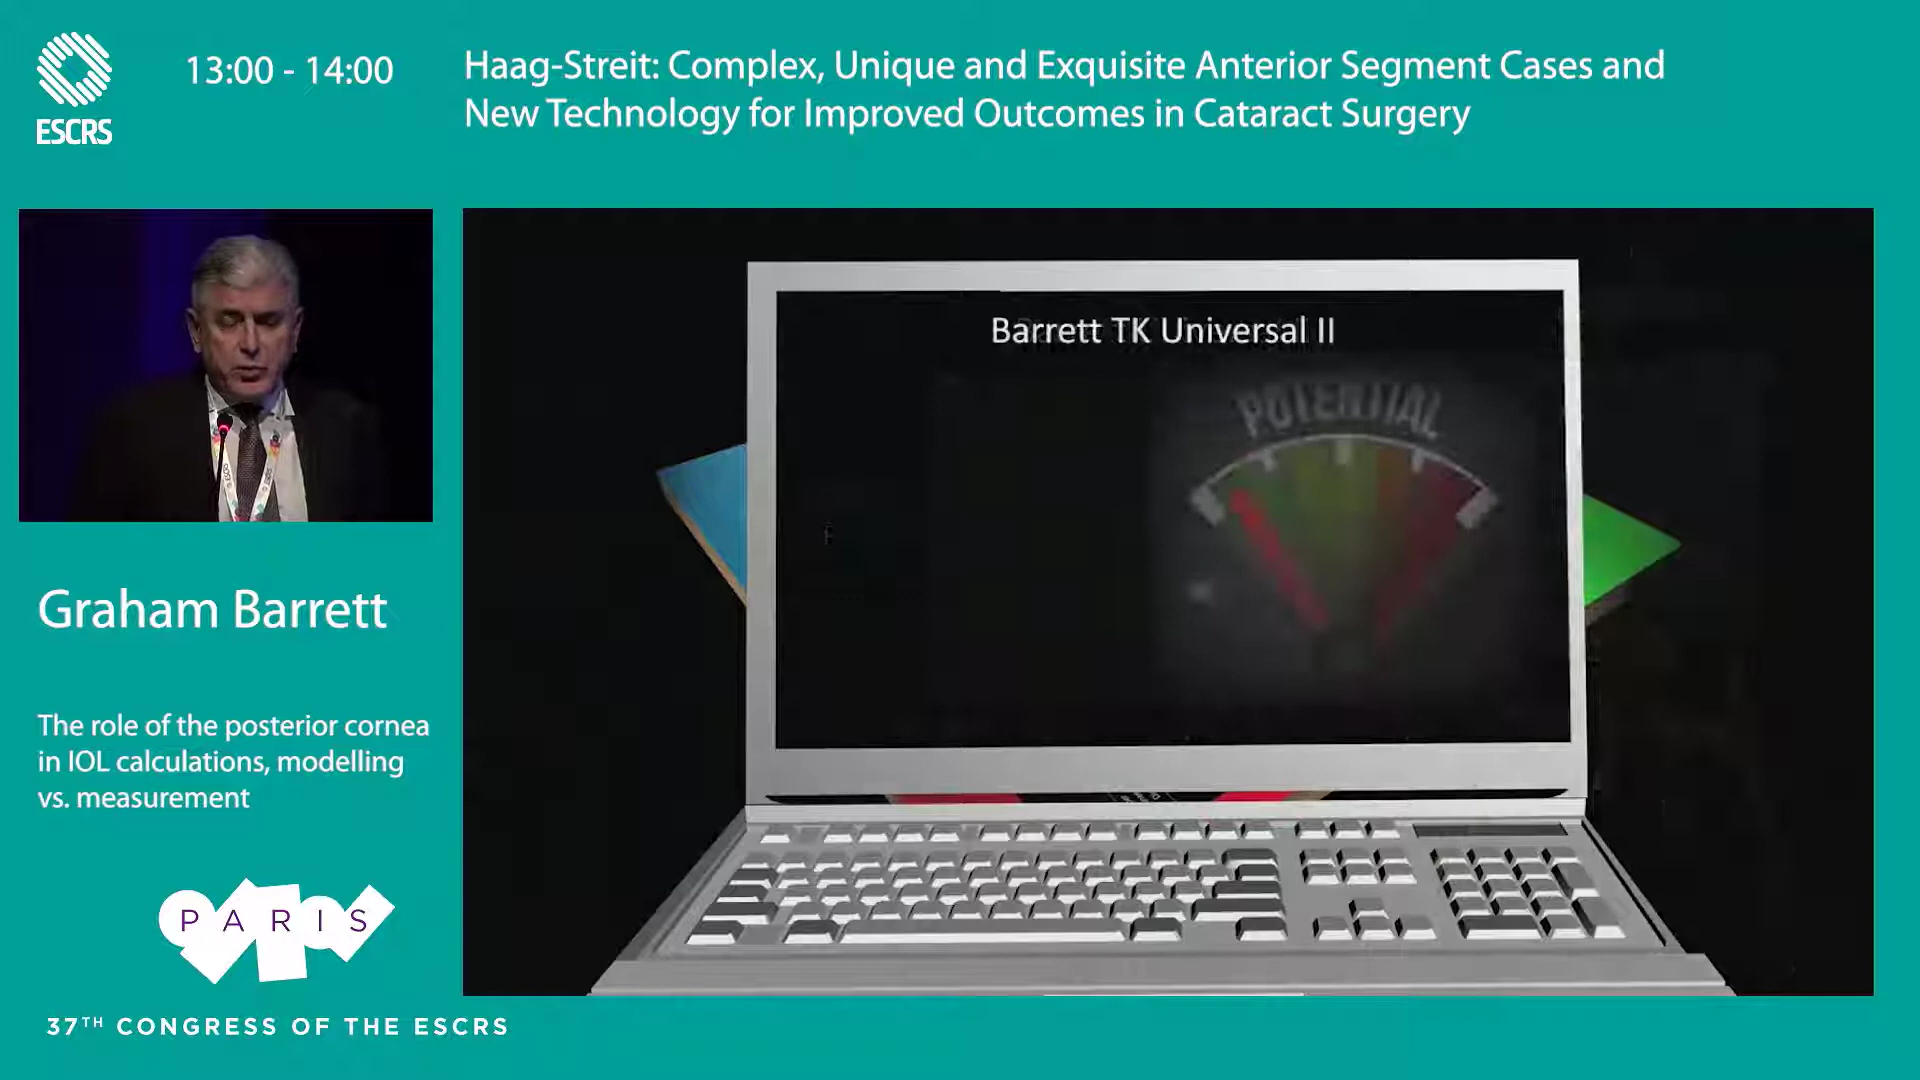 ESCRS
13:00 - 14:00
Haag-Streit: Complex, Unique and Exquisite Anterior Segment Cases and
New Technology for Improved Outcomes in Cataract Surgery
Barrett TK Universal II
POTENTIAL
Graham Barrett
The role of the posterior cornea
in IOL calculations, modelling
vs. measurement
PARIS
37TH CONGRESS OF THE ESCRS